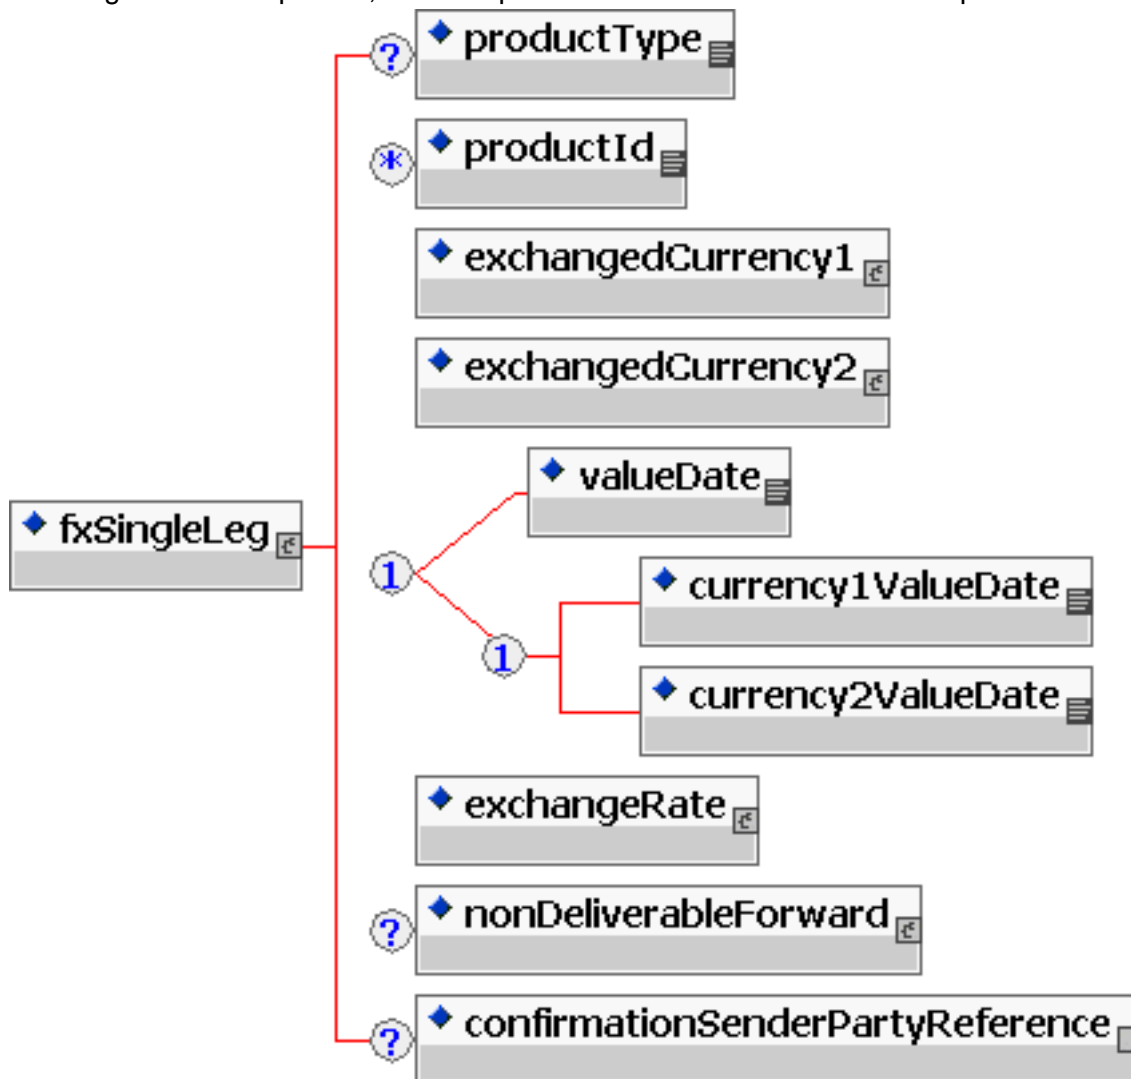 ?
productType
*
productId
exchangedCurrency1
exchangedCurrency2
valueDate
fxSingleLeg
1
currency1ValueDate
1
currency2ValueDate
exchangeRate
?
nonDeliverableForward
?
confirmationSenderPartyReference